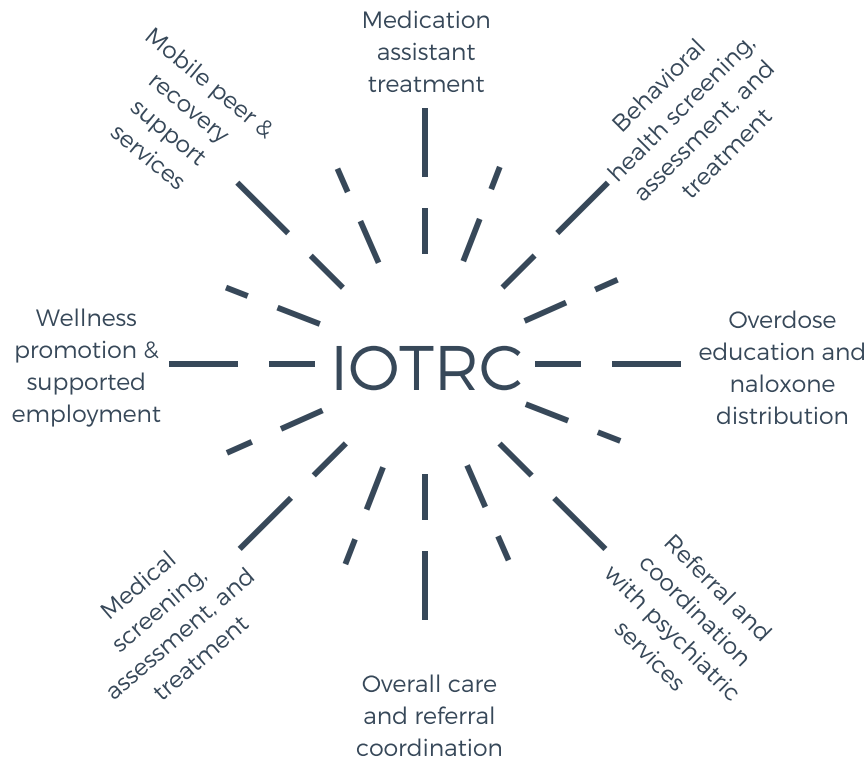 Medication
assistant
treatment
Mobile peer &
recovery
support
services
Behavioral
health screening,
assessment, and
treatment
Wellness
promotion &
supported
employment
IOTRC
Overdose
education and
naloxone
distribution
Medical
screening,
assessment, and
treatment
Referral and
coordination
with psychiatric
services
Overall care
and referral
coordination